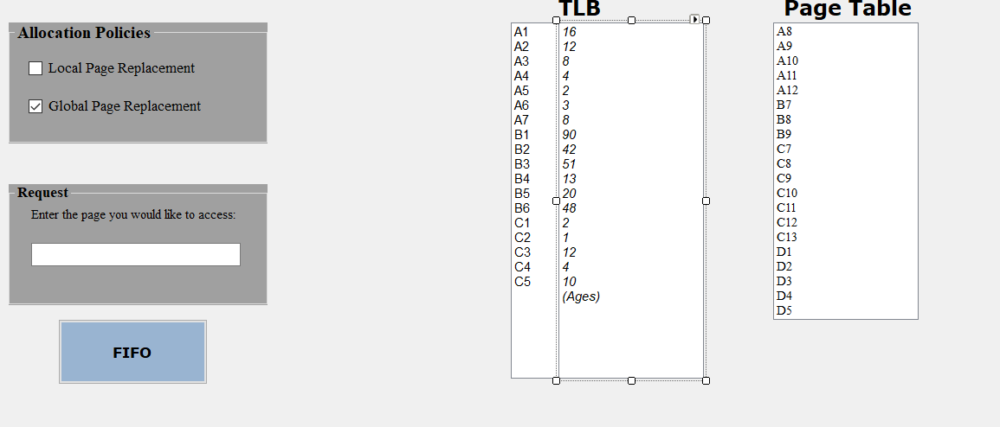 Allocation Policies
Local Page Replacement
Global Page Replacement
Request
Enter the page you would like to access:
FIFO
TLB
A1 16
A2 12
A3 8
A4 4
A5 2
A6 3
A7 8
B1 90
B2 42
B3 51
B4 13
B5 20
B6 48
C1 2
C2 1
C3 12
C4 4
C5 10
(Ages)
Page Table
A8
A9
A10
A11
A12
B7
B8
B9
C7
C8
C9
C10
C11
C12
C13
D1
D2
D3
D4
D5